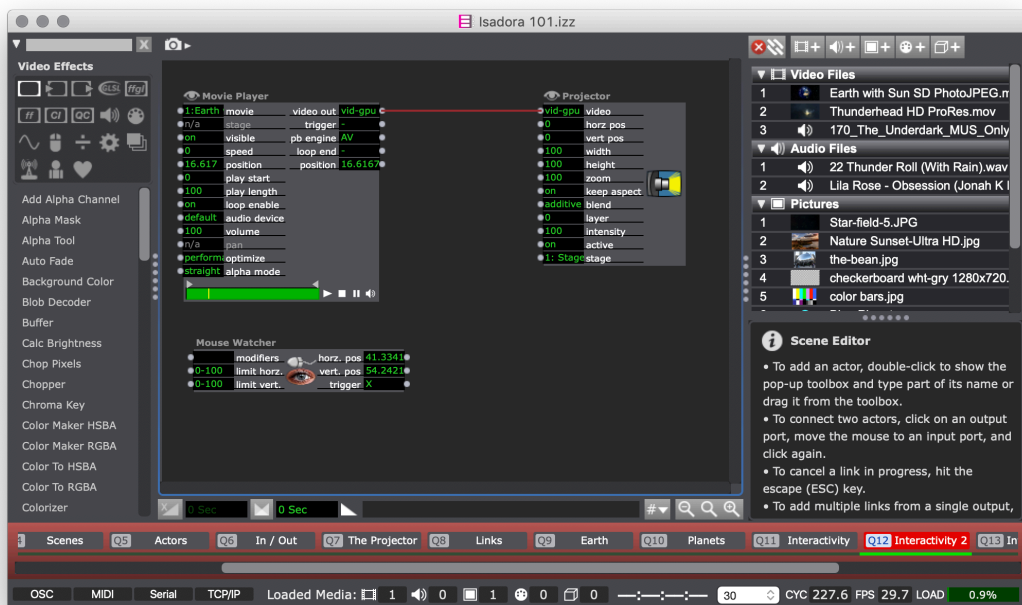 Isadora 101.izz
Video Effects
GLSL
ffgl
ff
CI
QC
Add Alpha Channel
Alpha Mask
Alpha Tool
Auto Fade
Background Color
Blob Decoder
Buffer
Calc Brightness
Chop Pixels
Chopper
Chroma Key
Color Maker HSBA
Color Maker RGBA
Color To HSBA
Color To RGBA
Colorizer
Movie Player
1:Earth movie video out vid-gpu
n/a stage trigger -
on visible pb engine AV
0 speed loop end -
16.617 position position 16.6167
0 play start
100 play length
on loop enable
default audio device
100 volume
n/a pan
performa optimize
straight alpha mode
Projector
vid-gpu video
0 horz pos
0 vert pos
100 width
100 height
100 zoom
on keep aspect
additive blend
0 layer
100 intensity
on active
1: Stage stage
Mouse Watcher
modifiers horz. pos 41.3341
0-100 limit horz. vert. pos 54.2421
0-100 limit vert. trigger X
0 Sec 0 Sec #
Video Files
1 Earth with Sun SD PhotoJPEG.m
2 Thunderhead HD ProRes.mov
3 170_The_Underdark_MUS_Only
Audio Files
1 22 Thunder Roll (With Rain).wav
2 Lila Rose - Obsession (Jonah K
Pictures
1 Star-field-5.JPG
2 Nature Sunset-Ultra HD.jpg
3 the-bean.jpg
4 checkerboard wht-gry 1280x720.
5 color bars.jpg
Scene Editor
• To add an actor, double-click to show the
pop-up toolbox and type part of its name or
drag it from the toolbox.
• To connect two actors, click on an output
port, move the mouse to an input port, and
click again.
• To cancel a link in progress, hit the
escape (ESC) key.
• To add multiple links from a single output,
Scenes Q5 Actors Q6 In / Out Q7 The Projector Q8 Links Q9 Earth Q10 Planets Q11 Interactivity Q12 Interactivity 2 Q13 In
OSC MIDI Serial TCP/IP Loaded Media: 1 0 1 0 0 30 CYC 227.6 FPS 29.7 LOAD 0.9%